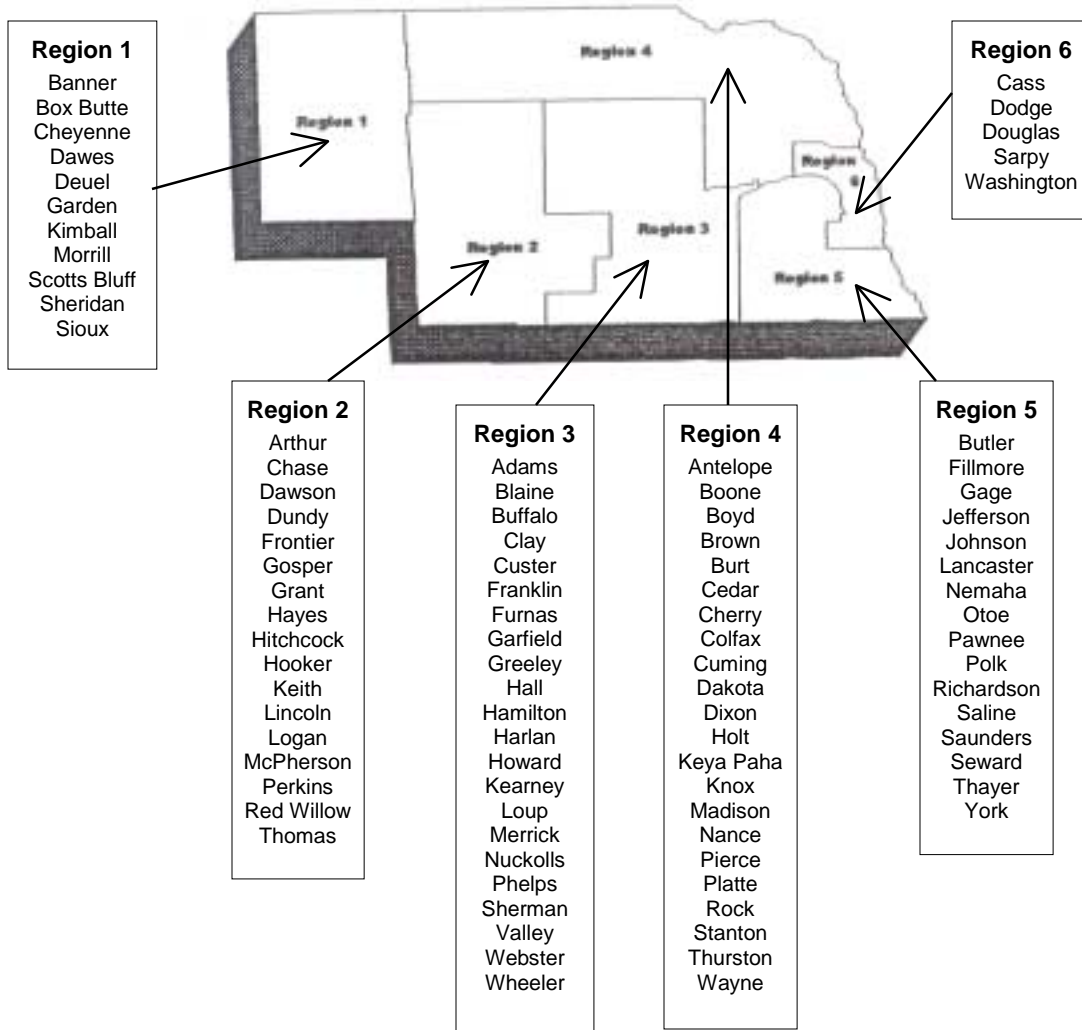 Region 1
Banner
Box Butte
Cheyenne
Dawes
Deuel
Garden
Kimball
Morrill
Scotts Bluff
Sheridan
Sioux
Region 4
Region 1
Region 6
Region 3
Region 2
Region 5
Region 6
Cass
Dodge
Douglas
Sarpy
Washington
Region 2
Arthur
Chase
Dawson
Dundy
Frontier
Gosper
Grant
Hayes
Hitchcock
Hooker
Keith
Lincoln
Logan
McPherson
Perkins
Red Willow
Thomas
Region 3
Adams
Blaine
Buffalo
Clay
Custer
Franklin
Furnas
Garfield
Greeley
Hall
Hamilton
Harlan
Howard
Kearney
Loup
Merrick
Nuckolls
Phelps
Sherman
Valley
Webster
Wheeler
Region 4
Antelope
Boone
Boyd
Brown
Burt
Cedar
Cherry
Colfax
Cuming
Dakota
Dixon
Holt
Keya Paha
Knox
Madison
Nance
Pierce
Platte
Rock
Stanton
Thurston
Wayne
Region 5
Butler
Fillmore
Gage
Jefferson
Johnson
Lancaster
Nemaha
Otoe
Pawnee
Polk
Richardson
Saline
Saunders
Seward
Thayer
York